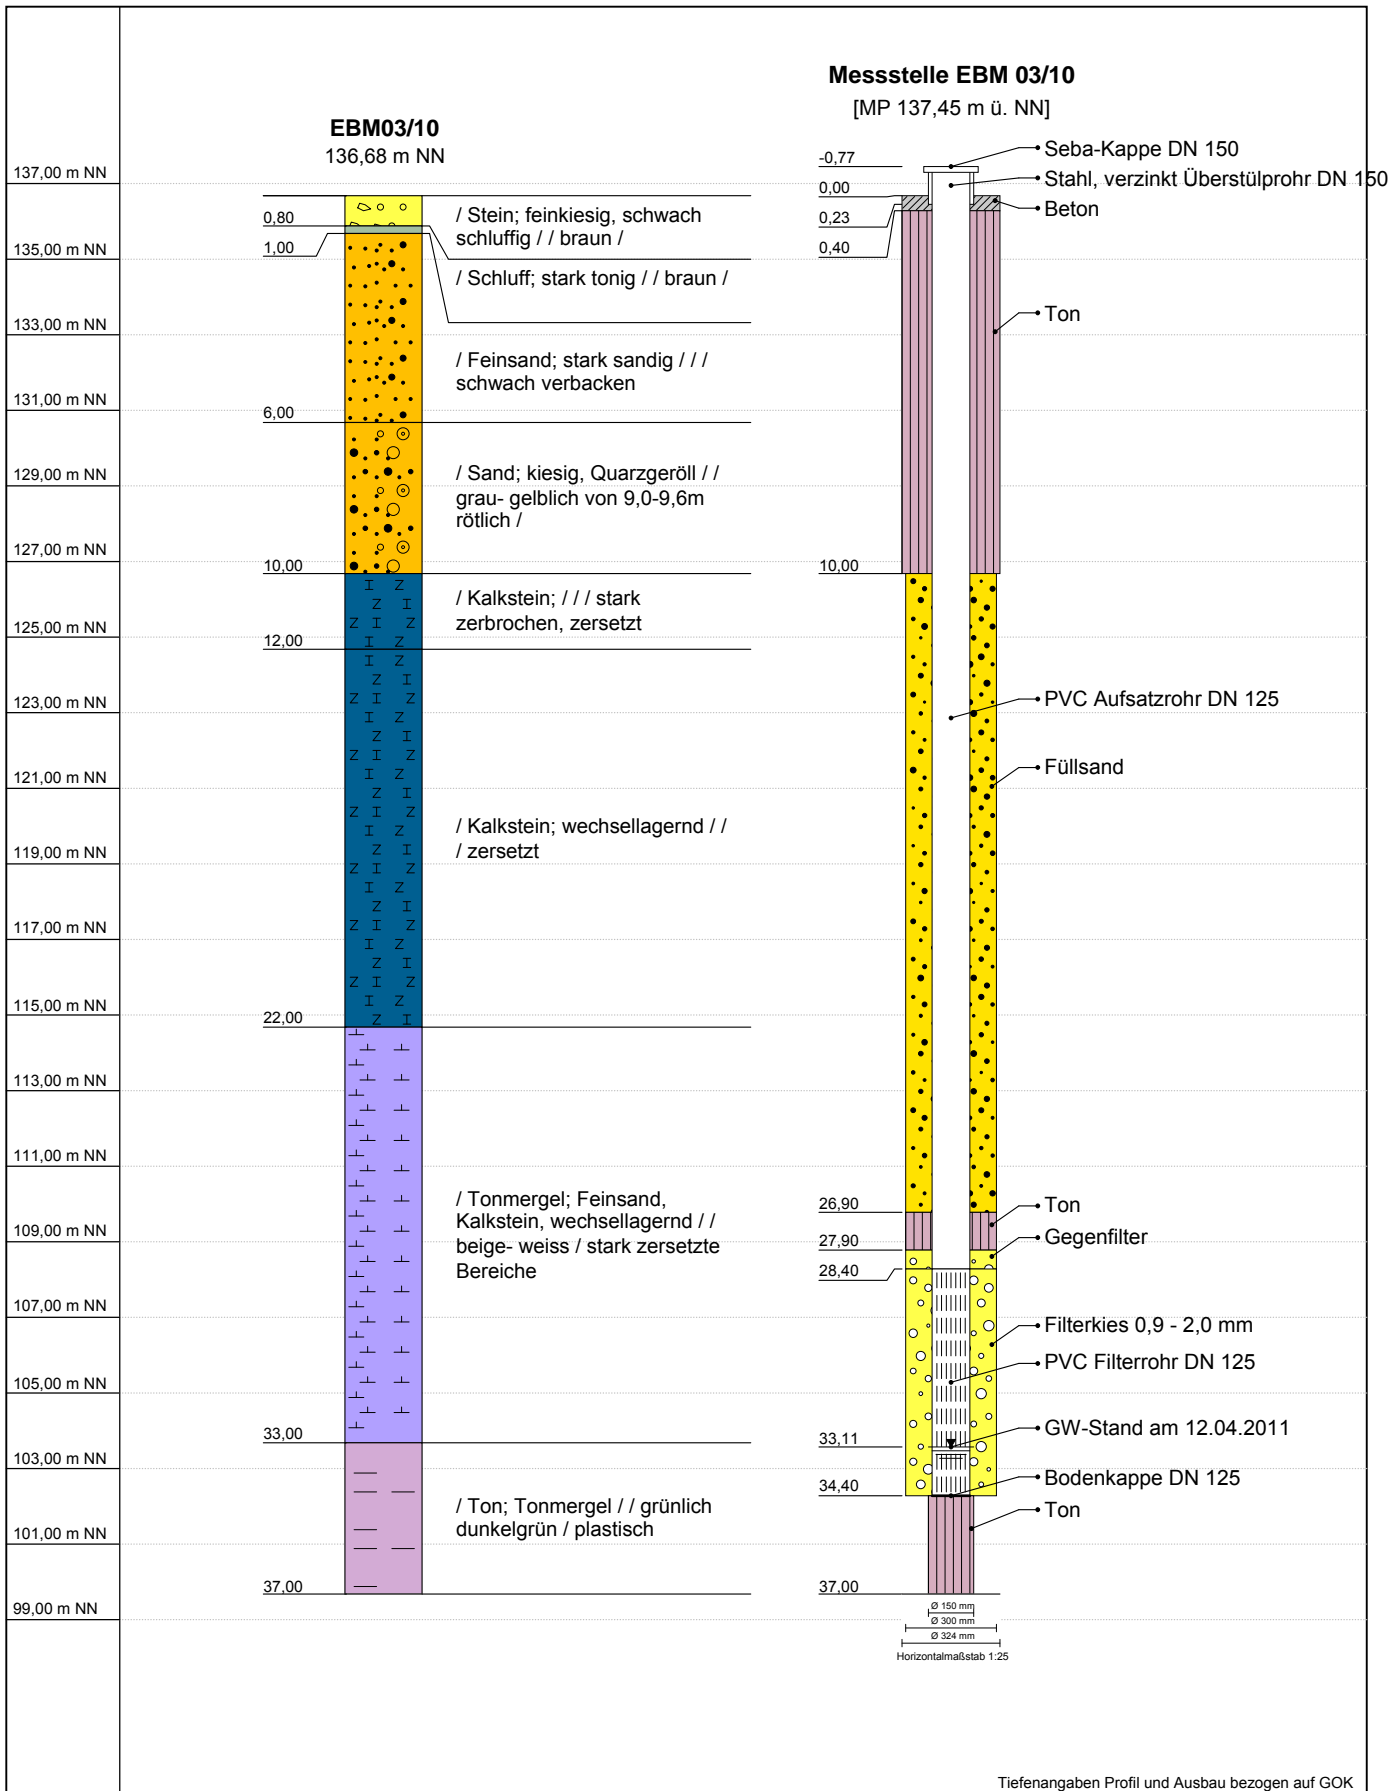 Messstelle EBM 03/10
[MP 137,45 m ü. NN]
EBM03/10
136,68 m NN
137,00 m NN
135,00 m NN
133,00 m NN
131,00 m NN
129,00 m NN
127,00 m NN
125,00 m NN
123,00 m NN
121,00 m NN
119,00 m NN
117,00 m NN
115,00 m NN
113,00 m NN
111,00 m NN
109,00 m NN
107,00 m NN
105,00 m NN
103,00 m NN
101,00 m NN
99,00 m NN
0,80
1,00
6,00
10,00
12,00
22,00
33,00
37,00
/ Stein; feinkiesig, schwach
schluffig / / braun /
/ Schluff; stark tonig / / braun /
/ Feinsand; stark sandig / / /
schwach verbacken
/ Sand; kiesig, Quarzgeröll / /
grau- gelblich von 9,0-9,6m
rötlich /
/ Kalkstein; / / / stark
zerbrochen, zersetzt
/ Kalkstein; wechsellagernd / /
/ zersetzt
/ Tonmergel; Feinsand,
Kalkstein, wechsellagernd / /
beige- weiss / stark zersetzte
Bereiche
/ Ton; Tonmergel / / grünlich
dunkelgrün / plastisch
-0,77
0,00
0,23
0,40
10,00
26,90
27,90
28,40
33,11
34,40
37,00
Seba-Kappe DN 150
Stahl, verzinkt Überstülprohr DN 150
Beton
Ton
PVC Aufsatzrohr DN 125
Füllsand
Ton
Gegenfilter
Filterkies 0,9 - 2,0 mm
PVC Filterrohr DN 125
GW-Stand am 12.04.2011
Bodenkappe DN 125
Ton
Ø 150 mm
Ø 300 mm
Ø 324 mm
Horizontalmaßstab 1:25
Tiefenangaben Profil und Ausbau bezogen auf GOK